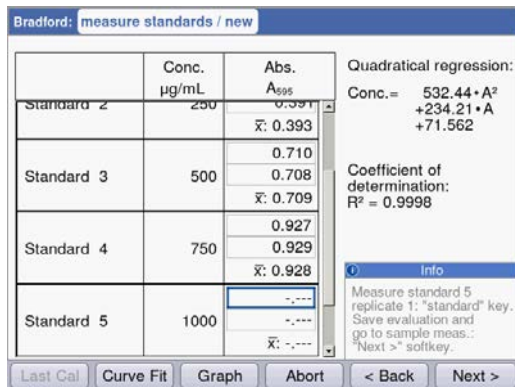 Bradford: measure standards / new
Conc. Abs.
µg/mL A₅₉₅
Standard 2 250 0.391
x̄: 0.393
0.710
Standard 3 500 0.708
x̄: 0.709
0.927
Standard 4 750 0.929
x̄: 0.928
-.---
Standard 5 1000 -.---
x̄: -.---
Quadratical regression:
Conc.= 532.44•A²
+234.21•A
+71.562
Coefficient of
determination:
R² = 0.9998
Info
Measure standard 5
replicate 1: "standard" key.
Save evaluation and
go to sample meas.:
"Next >" softkey.
Last Cal Curve Fit Graph Abort < Back Next >